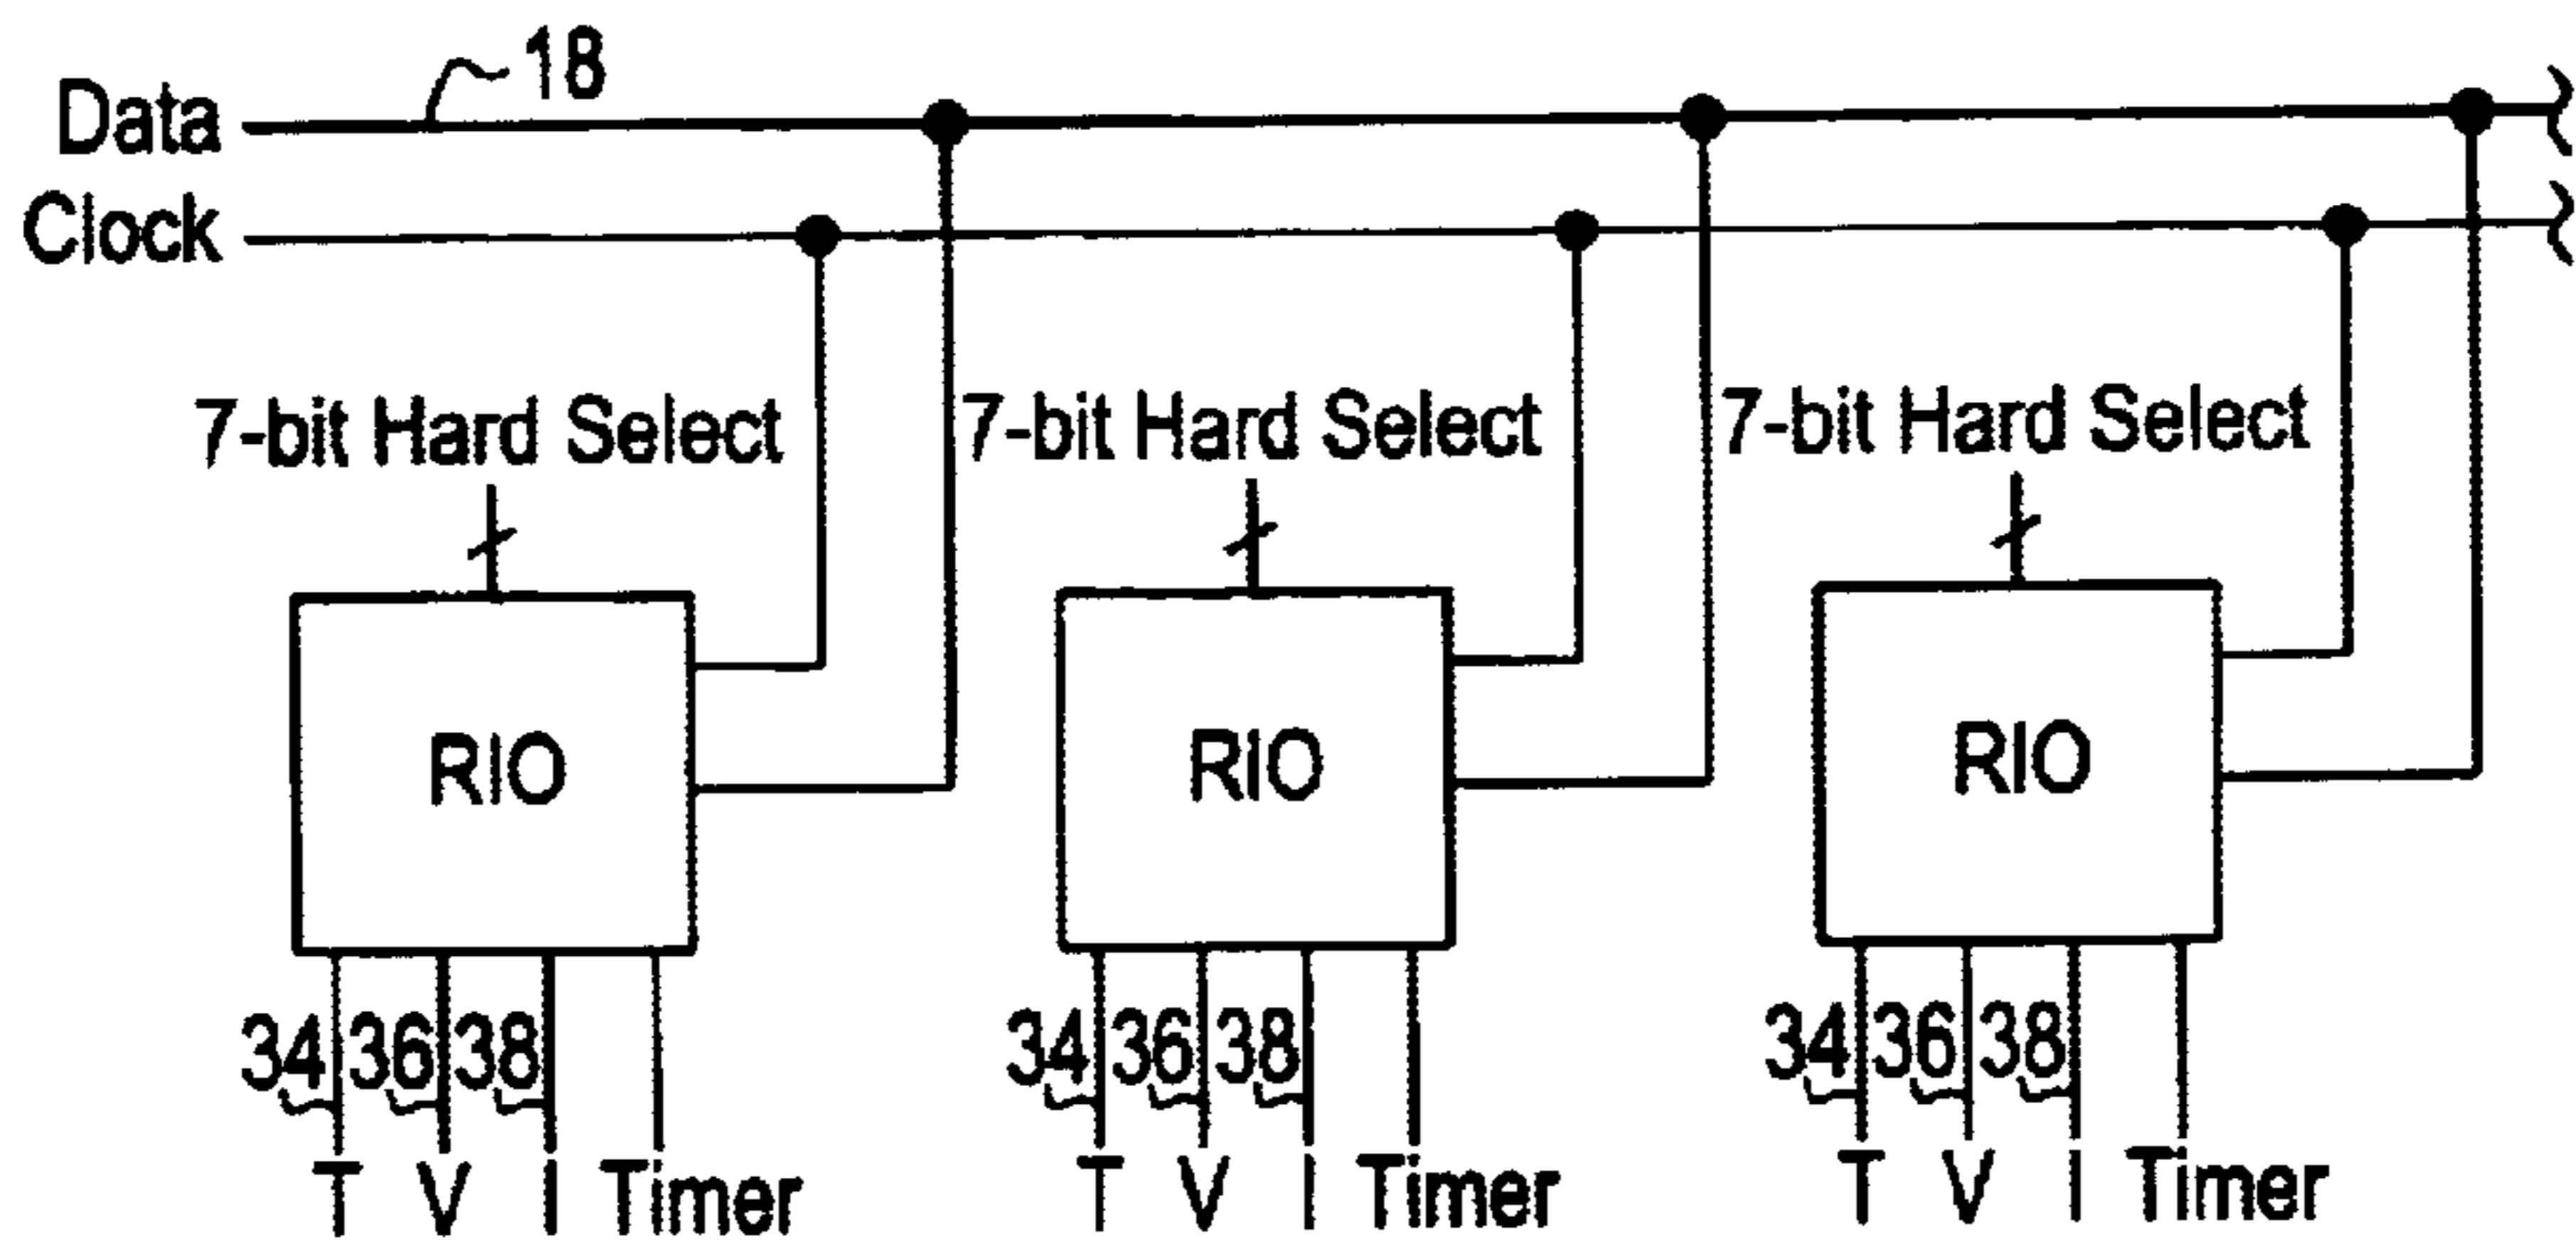 18
Data
Clock
7-bit Hard Select 7-bit Hard Select 7-bit Hard Select
RIO RIO RIO
34 36 38 34 36 38 34 36 38
T V I Timer T V I Timer T V I Timer